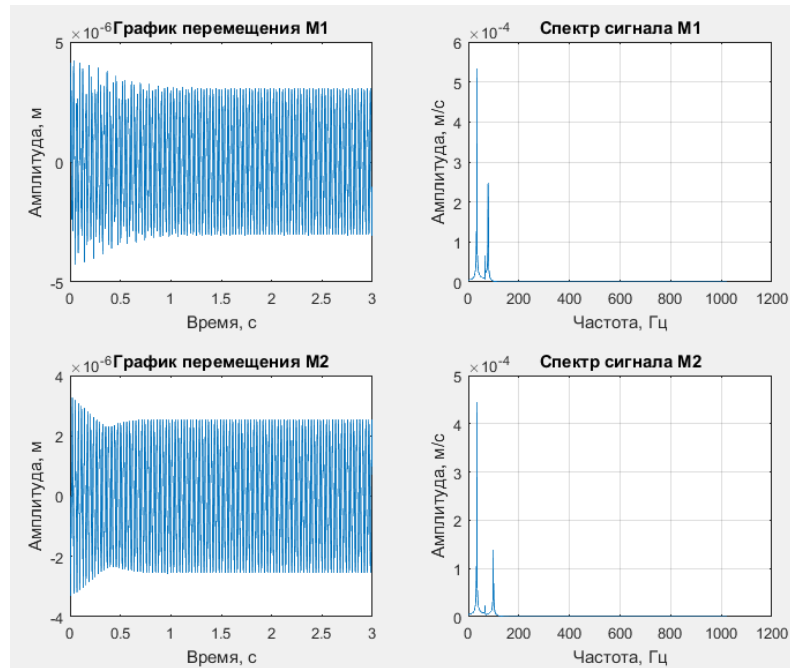 ×10⁻⁶ График перемещения M1
5
0
-5
Амплитуда, м
0 0.5 1 1.5 2 2.5 3
Время, с
Спектр сигнала M1
×10⁻⁴
6
5
4
3
2
1
0
Амплитуда, м/с
0 200 400 600 800 1000 1200
Частота, Гц
×10⁻⁶ График перемещения M2
4
2
0
-2
-4
Амплитуда, м
0 0.5 1 1.5 2 2.5 3
Время, с
Спектр сигнала M2
×10⁻⁴
5
4
3
2
1
0
Амплитуда, м/с
0 200 400 600 800 1000 1200
Частота, Гц